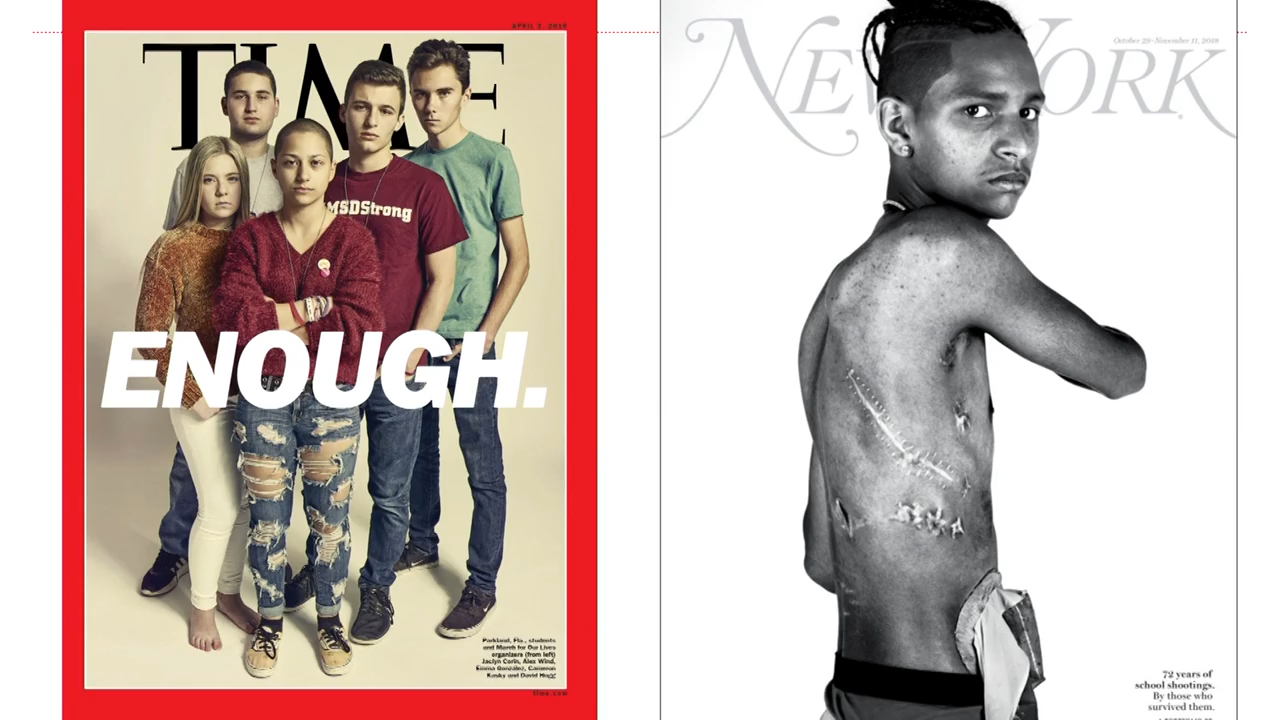 APRIL 2, 2018
TIME
MSDStrong
ENOUGH.
Parkland, Fla., students
and March for Our Lives
organizers (from left)
Jaclyn Corin, Alex Wind,
Emma González, Cameron
Kasky and David Hogg
time.com
October 29–November 11, 2018
NEW YORK
72 years of
school shootings.
By those who
survived them.